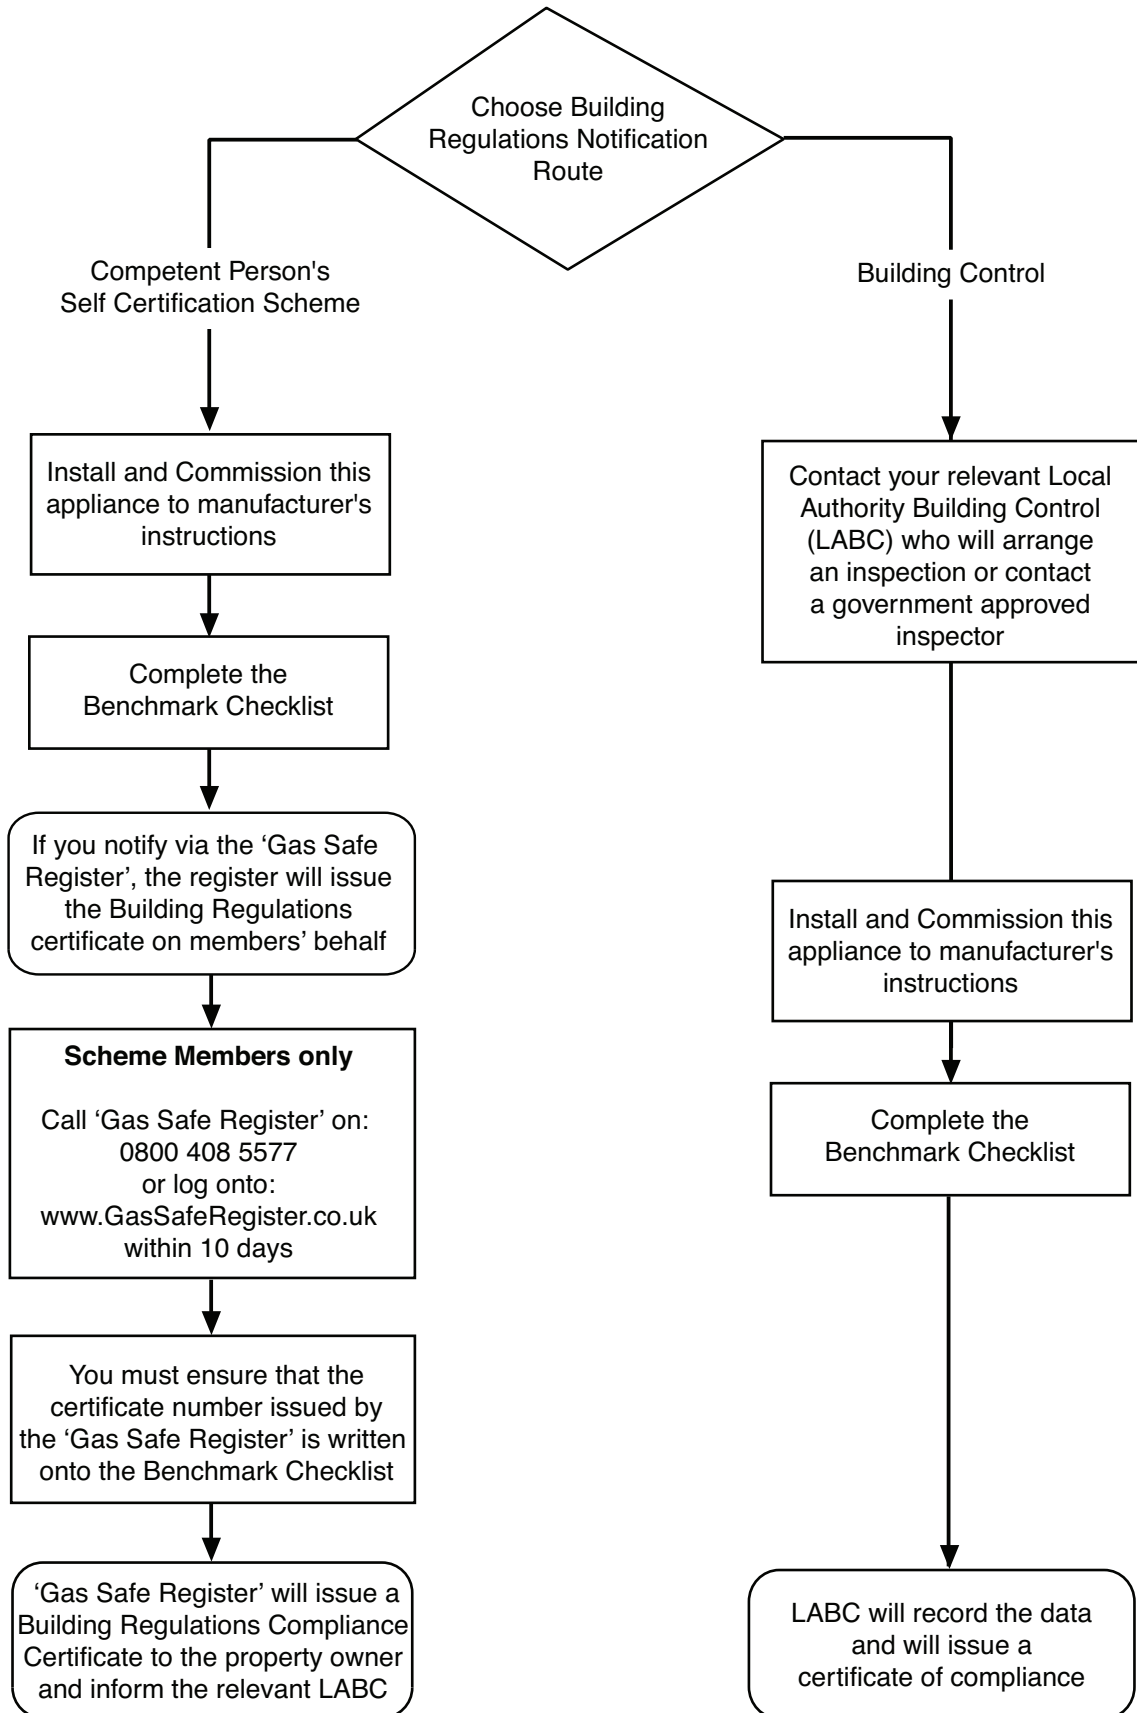 Choose Building
Regulations Notification
Route
Competent Person's
Self Certification Scheme
Building Control
Install and Commission this
appliance to manufacturer's
instructions
Complete the
Benchmark Checklist
If you notify via the ‘Gas Safe
Register’, the register will issue
the Building Regulations
certificate on members’ behalf
Scheme Members only
Call ‘Gas Safe Register’ on:
0800 408 5577
or log onto:
www.GasSafeRegister.co.uk
within 10 days
You must ensure that the
certificate number issued by
the ‘Gas Safe Register’ is written
onto the Benchmark Checklist
‘Gas Safe Register’ will issue a
Building Regulations Compliance
Certificate to the property owner
and inform the relevant LABC
Contact your relevant Local
Authority Building Control
(LABC) who will arrange
an inspection or contact
a government approved
inspector
Install and Commission this
appliance to manufacturer's
instructions
Complete the
Benchmark Checklist
LABC will record the data
and will issue a
certificate of compliance